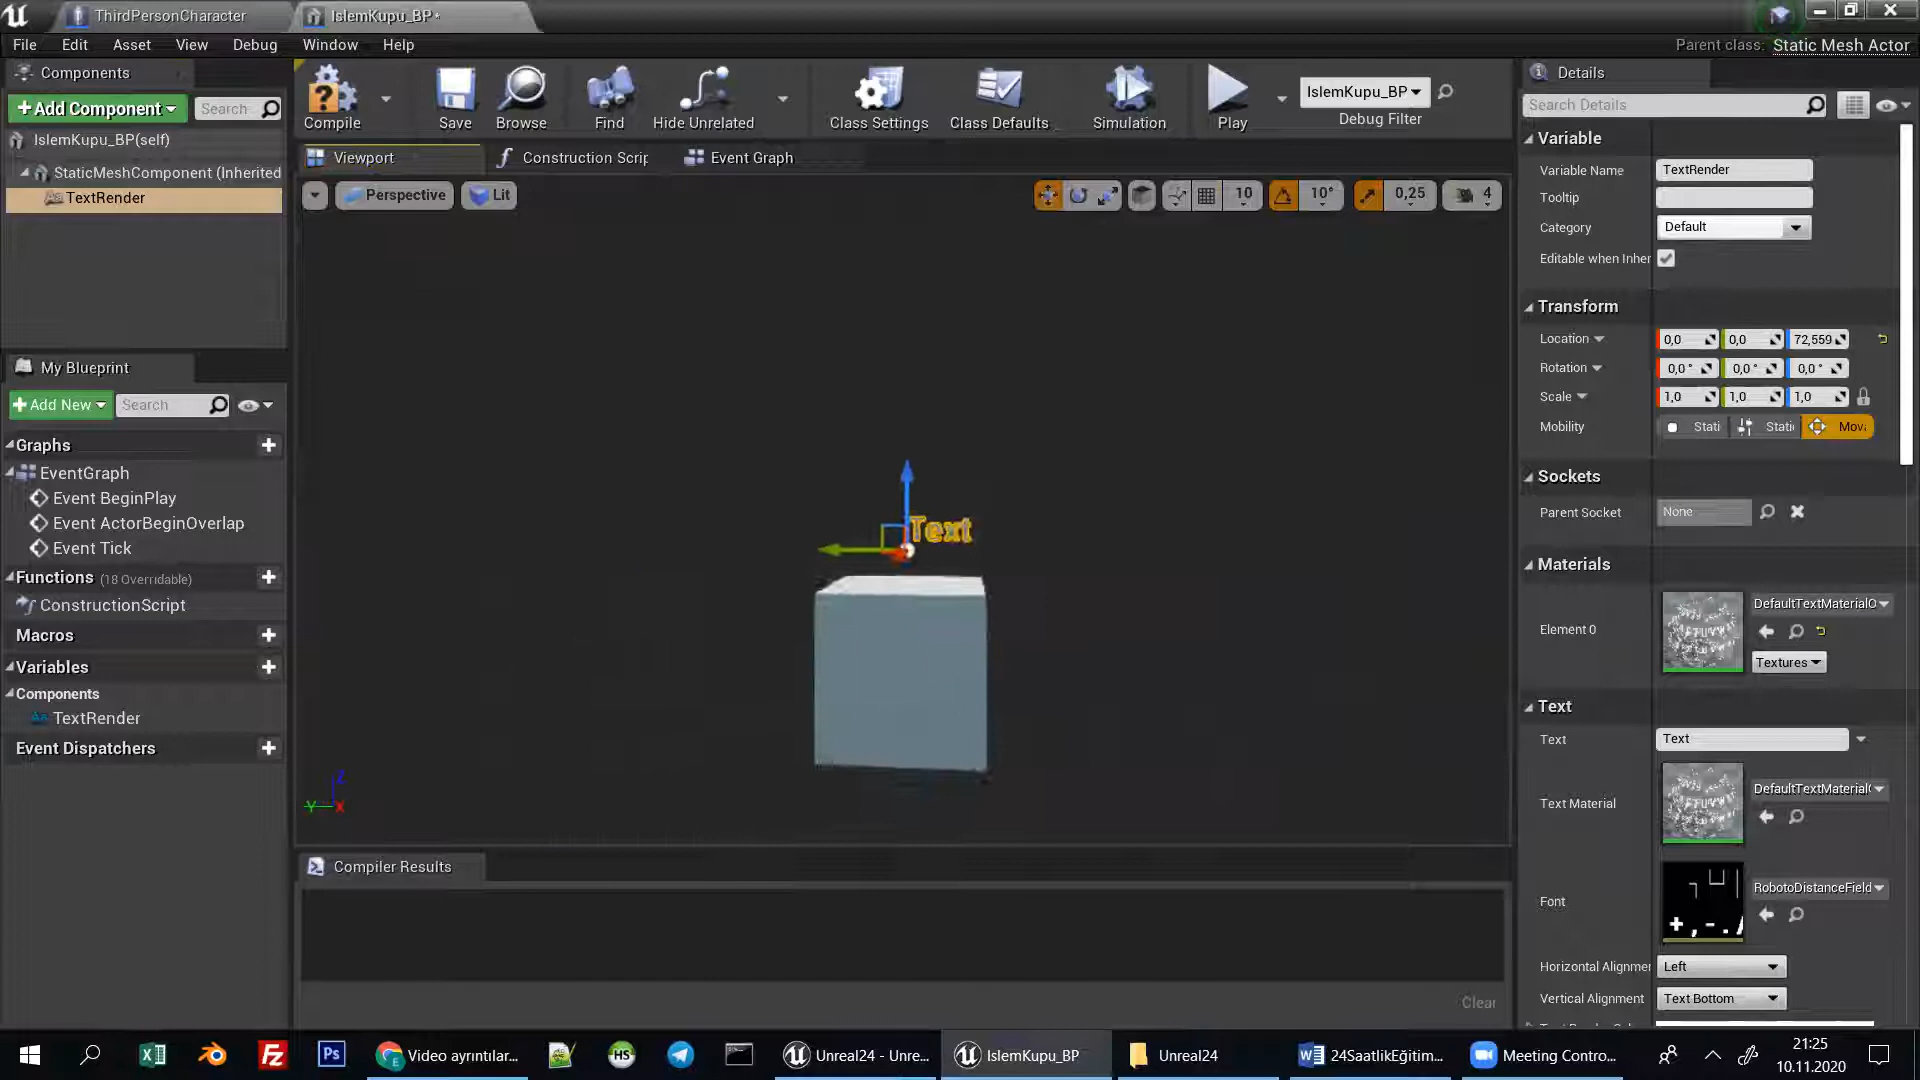 ThirdPersonCharacter
IslemKupu_BP*
File Edit Asset View Debug Window Help
Parent class: Static Mesh Actor
Components
Add Component
Search
IslemKupu_BP(self)
StaticMeshComponent (Inherited
TextRender
My Blueprint
Add New
Search
Graphs
EventGraph
Event BeginPlay
Event ActorBeginOverlap
Event Tick
Functions (18 Overridable)
ConstructionScript
Macros
Variables
Components
TextRender
Event Dispatchers
Compile
Save
Browse
Find
Hide Unrelated
Class Settings
Class Defaults
Simulation
Play
IslemKupu_BP
Debug Filter
Viewport
Construction Scrip
Event Graph
Perspective
Lit
10
10°
0,25
4
Text
Z
Y
X
Compiler Results
Clear
Details
Search Details
Variable
Variable Name TextRender
Tooltip
Category Default
Editable when Inher
Transform
Location 0,0 0,0 72,559
Rotation 0,0 ° 0,0 ° 0,0 °
Scale 1,0 1,0 1,0
Mobility Stati Static Mova
Sockets
Parent Socket None
Materials
Element 0
DefaultTextMaterialO
Textures
Text
Text Text
Text Material
DefaultTextMaterial
Font
RobotoDistanceField
Horizontal Alignmen Left
Vertical Alignment Text Bottom
Video ayrıntılar...
Unreal24 - Unre...
IslemKupu_BP
Unreal24
24SaatlikEğitim...
Meeting Contro...
21:25
10.11.2020